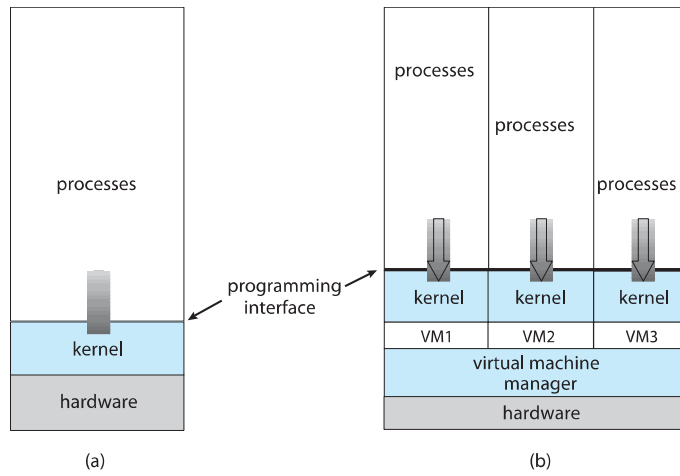 processes
programming
interface
kernel
hardware
(a)
processes
processes
processes
kernel
kernel
kernel
VM1
VM2
VM3
virtual machine
manager
hardware
(b)